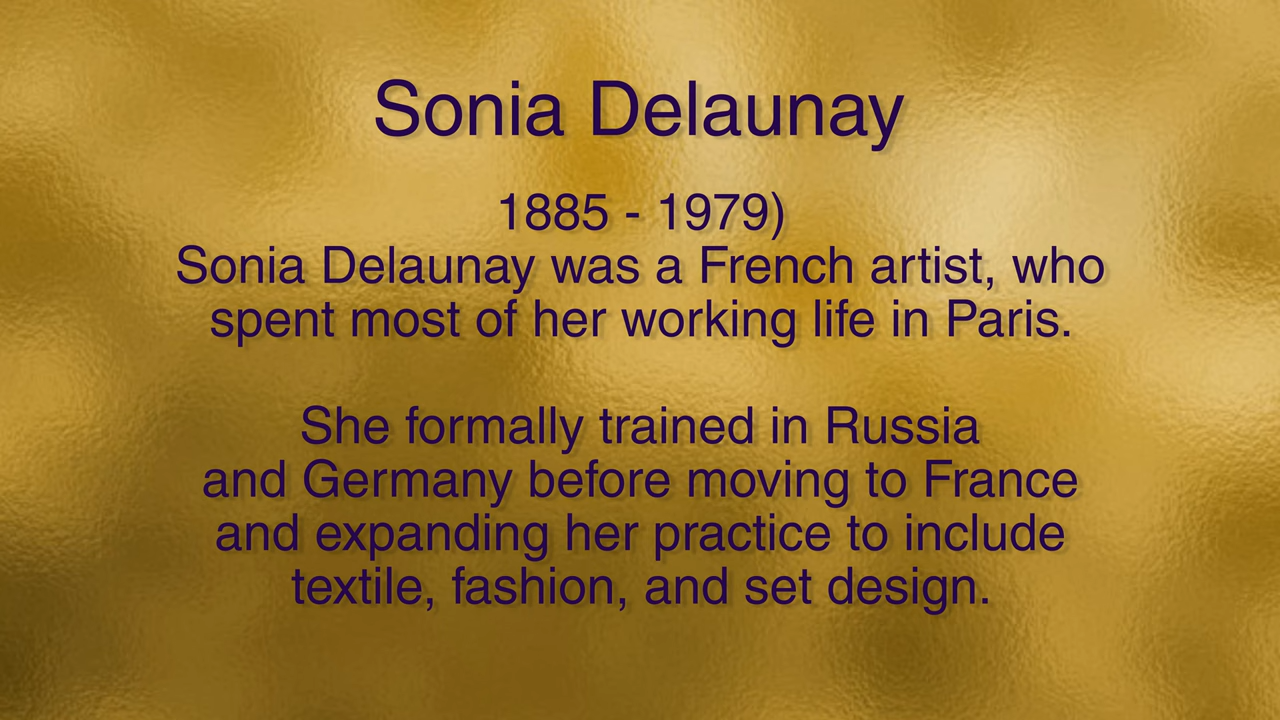 Sonia Delaunay
1885 - 1979)
Sonia Delaunay was a French artist, who
spent most of her working life in Paris.
She formally trained in Russia
and Germany before moving to France
and expanding her practice to include
textile, fashion, and set design.